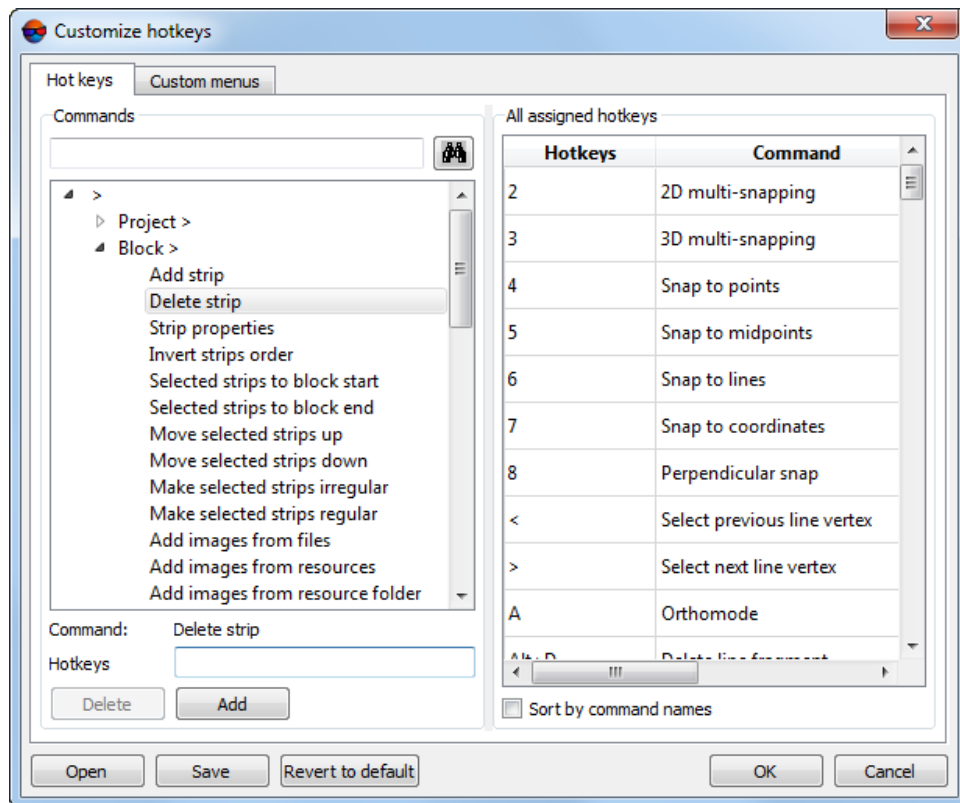 Customize hotkeys
Hot keys
Custom menus
Commands
>
Project >
Block >
Add strip
Delete strip
Strip properties
Invert strips order
Selected strips to block start
Selected strips to block end
Move selected strips up
Move selected strips down
Make selected strips irregular
Make selected strips regular
Add images from files
Add images from resources
Add images from resource folder
Command: Delete strip
Hotkeys
Delete
Add
All assigned hotkeys
Hotkeys Command
2 2D multi-snapping
3 3D multi-snapping
4 Snap to points
5 Snap to midpoints
6 Snap to lines
7 Snap to coordinates
8 Perpendicular snap
< Select previous line vertex
> Select next line vertex
A Orthomode
Alt+D Delete line fragment
Sort by command names
Open
Save
Revert to default
OK
Cancel